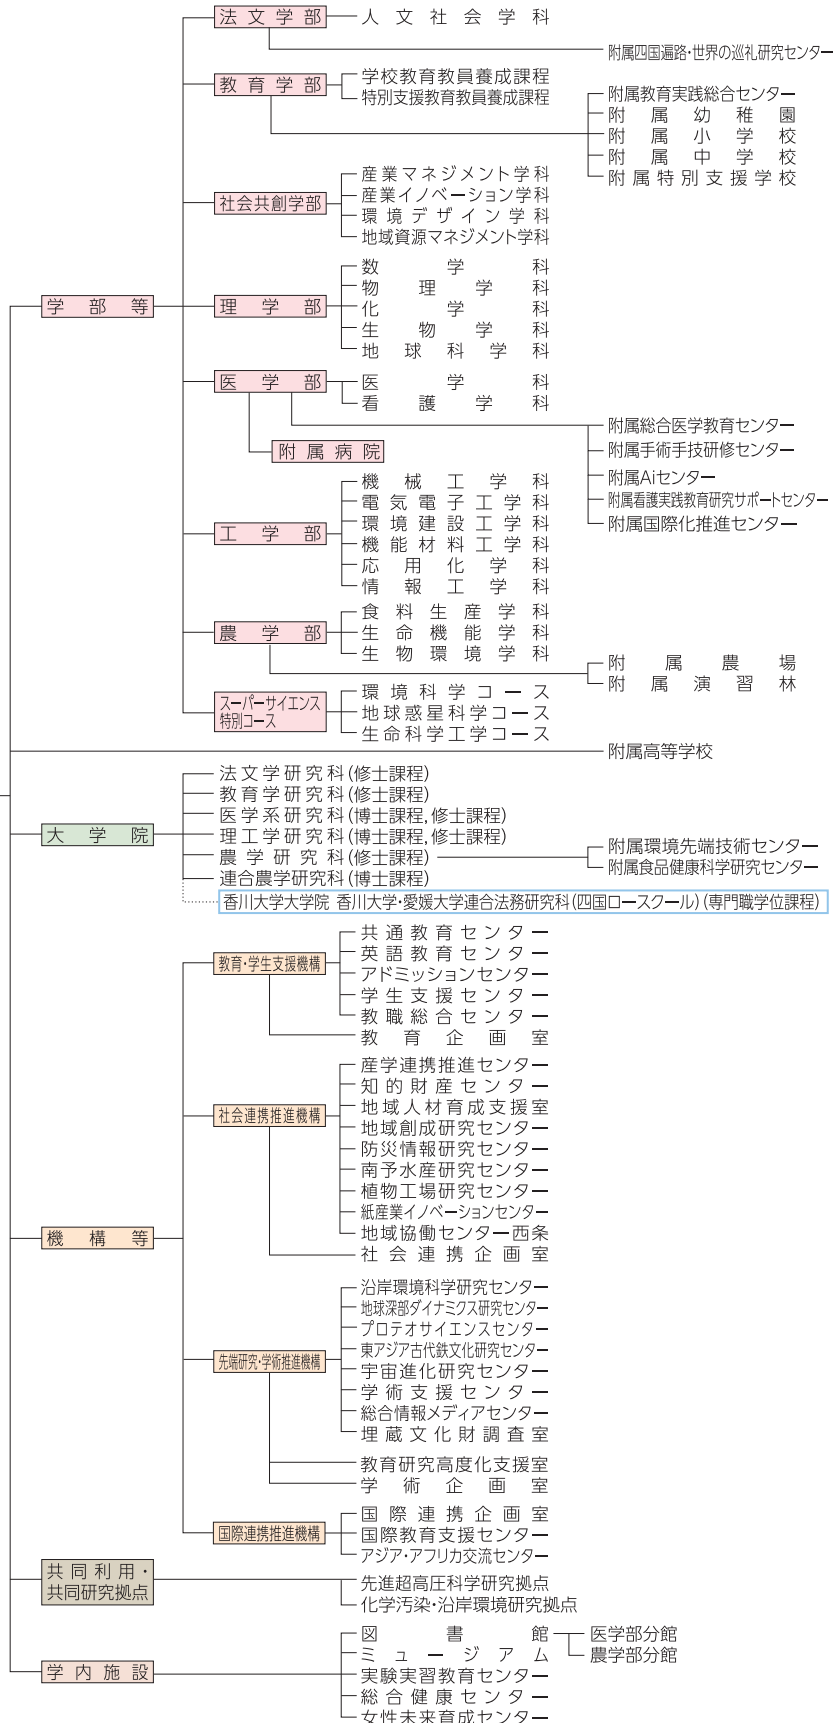 法文学部
人文社会学科
附属四国遍路・世界の巡礼研究センター
教育学部
学校教育教員養成課程
特別支援教育教員養成課程
附属教育実践総合センター
附属幼稚園
附属小学校
附属中学校
附属特別支援学校
社会共創学部
産業マネジメント学科
産業イノベーション学科
環境デザイン学科
地域資源マネジメント学科
学部等
理学部
数学科
物理学科
化学科
生物学科
地球科学科
医学部
医学科
看護学科
附属病院
附属総合医学教育センター
附属手術手技研修センター
附属Aiセンター
附属看護実践教育研究サポートセンター
附属国際化推進センター
工学部
機械工学科
電気電子工学科
環境建設工学科
機能材料工学科
応用化学科
情報工学科
農学部
食料生産学科
生命機能学科
生物環境学科
附属農場
附属演習林
スーパーサイエンス
特別コース
環境科学コース
地球惑星科学コース
生命科学工学コース
附属高等学校
大学院
法文学研究科(修士課程)
教育学研究科(修士課程)
医学系研究科(博士課程,修士課程)
理工学研究科(博士課程,修士課程)
農学研究科(修士課程)
連合農学研究科(博士課程)
附属環境先端技術センター
附属食品健康科学研究センター
香川大学大学院 香川大学・愛媛大学連合法務研究科(四国ロースクール)(専門職学位課程)
機構等
教育・学生支援機構
共通教育センター
英語教育センター
アドミッションセンター
学生支援センター
教職総合センター
教育企画室
社会連携推進機構
産学連携推進センター
知的財産センター
地域人材育成支援室
地域創成研究センター
防災情報研究センター
南予水産研究センター
植物工場研究センター
紙産業イノベーションセンター
地域協働センター西条
社会連携企画室
先端研究・学術推進機構
沿岸環境科学研究センター
地球深部ダイナミクス研究センター
プロテオサイエンスセンター
東アジア古代鉄文化研究センター
宇宙進化研究センター
学術支援センター
総合情報メディアセンター
埋蔵文化財調査室
教育研究高度化支援室
学術企画室
国際連携推進機構
国際連携企画室
国際教育支援センター
アジア・アフリカ交流センター
共同利用・
共同研究拠点
先進超高圧科学研究拠点
化学汚染・沿岸環境研究拠点
学内施設
図書館
医学部分館
農学部分館
ミュージアム
実験実習教育センター
総合健康センター
女性未来育成センター